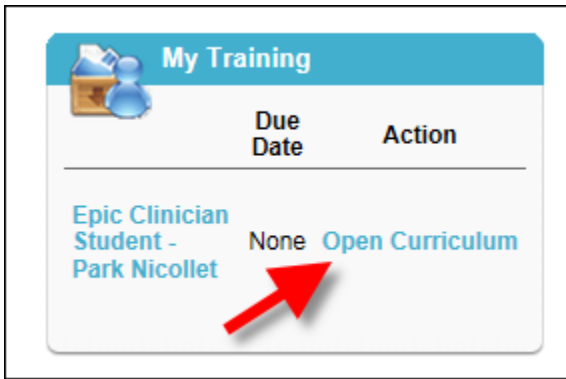 My Training
Due
Date
Action
Epic Clinician
Student -
Park Nicollet
None
Open Curriculum